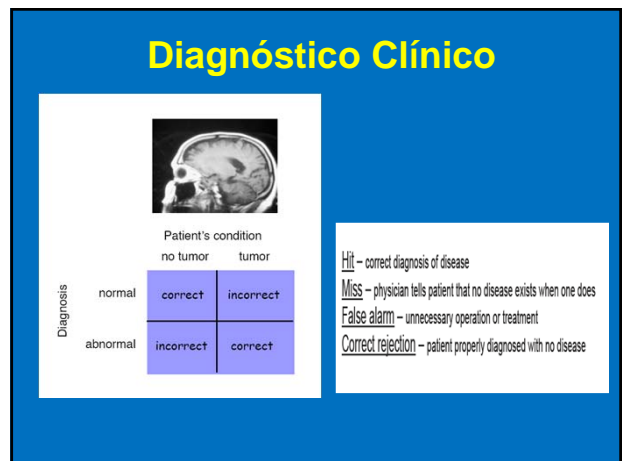 Diagnóstico Clínico
Patient's condition
no tumor tumor
Diagnosis
normal correct incorrect
abnormal incorrect correct
Hit – correct diagnosis of disease
Miss – physician tells patient that no disease exists when one does
False alarm – unnecessary operation or treatment
Correct rejection – patient properly diagnosed with no disease